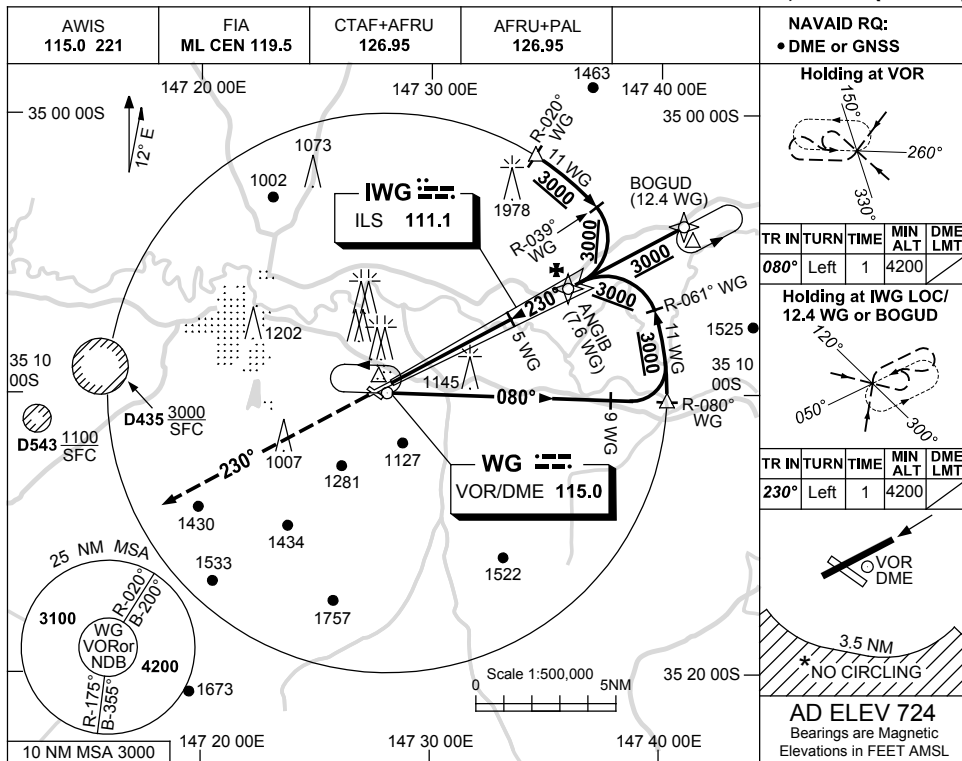 AWIS
115.0 221
FIA
ML CEN 119.5
CTAF+AFRU
126.95
AFRU+PAL
126.95
NAVAID RQ:
• DME or GNSS
147 20 00E
147 30 00E
1463
147 40 00E
35 00 00S
35 00 00S
12° E
R-020°
WG
11 WG
3000
1073
1002
1978
IWG
ILS 111.1
BOGUD
(12.4 WG)
R-039°
WG
3000
3000
3000
230°
ANGIB
(7.6 WG)
R-061° WG
11 WG
3000
5 WG
1525
1202
35 10
00S
35 10
00S
1145
080°
R-080°
WG
9 WG
D435 3000
SFC
D543 1100
SFC
230°
1007
1127
1281
WG
VOR/DME 115.0
1430
1434
1533
1522
1757
25 NM MSA
R-020°
B-200°
3100
WG
VORor
NDB
4200
R-175°
B-355°
1673
Scale 1:500,000
0
5NM
35 20 00S
10 NM MSA 3000
147 20 00E
147 30 00E
147 40 00E
Holding at VOR
150°
260°
330°
TR IN TURN TIME MIN ALT DME LMT
080° Left 1 4200
Holding at IWG LOC/
12.4 WG or BOGUD
120°
050°
300°
TR IN TURN TIME MIN ALT DME LMT
230° Left 1 4200
VOR
DME
3.5 NM
* NO CIRCLING
AD ELEV 724
Bearings are Magnetic
Elevations in FEET AMSL